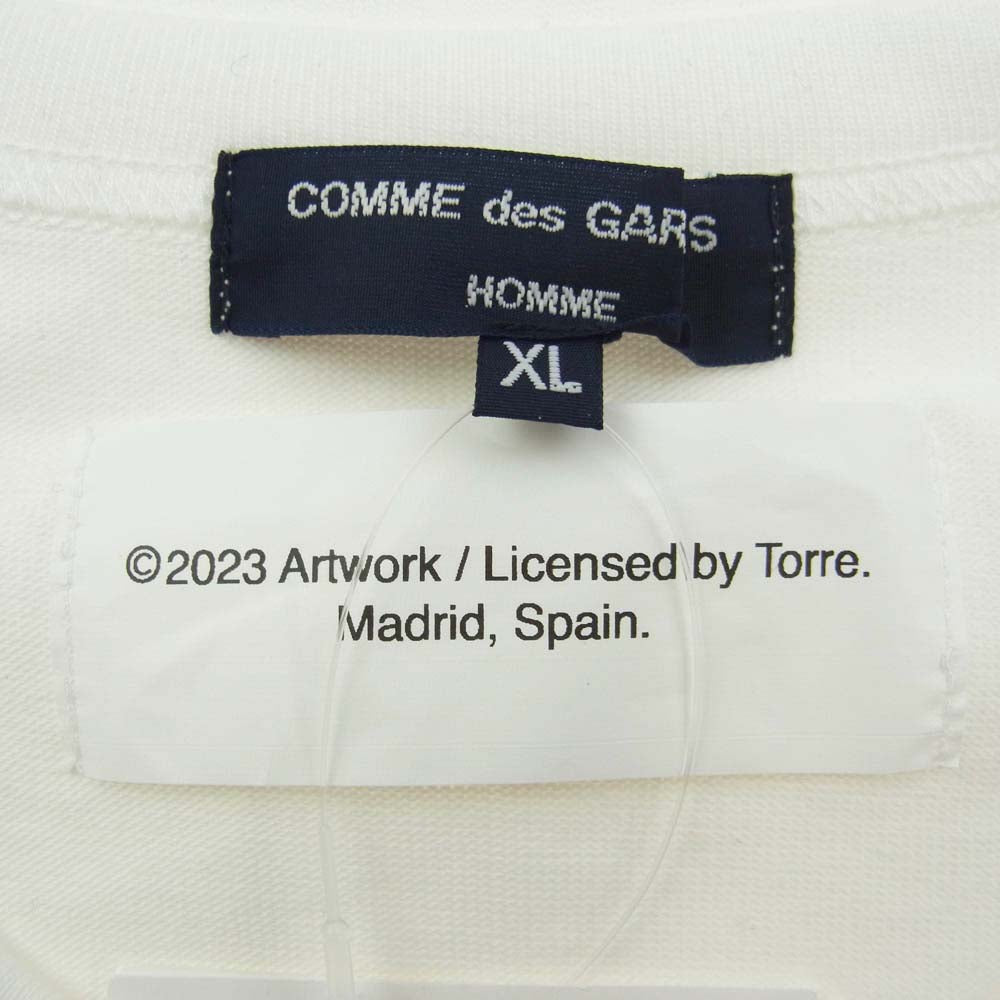 COMME des GARS
HOMME
XL
©2023 Artwork / Licensed by Torre.
Madrid, Spain.